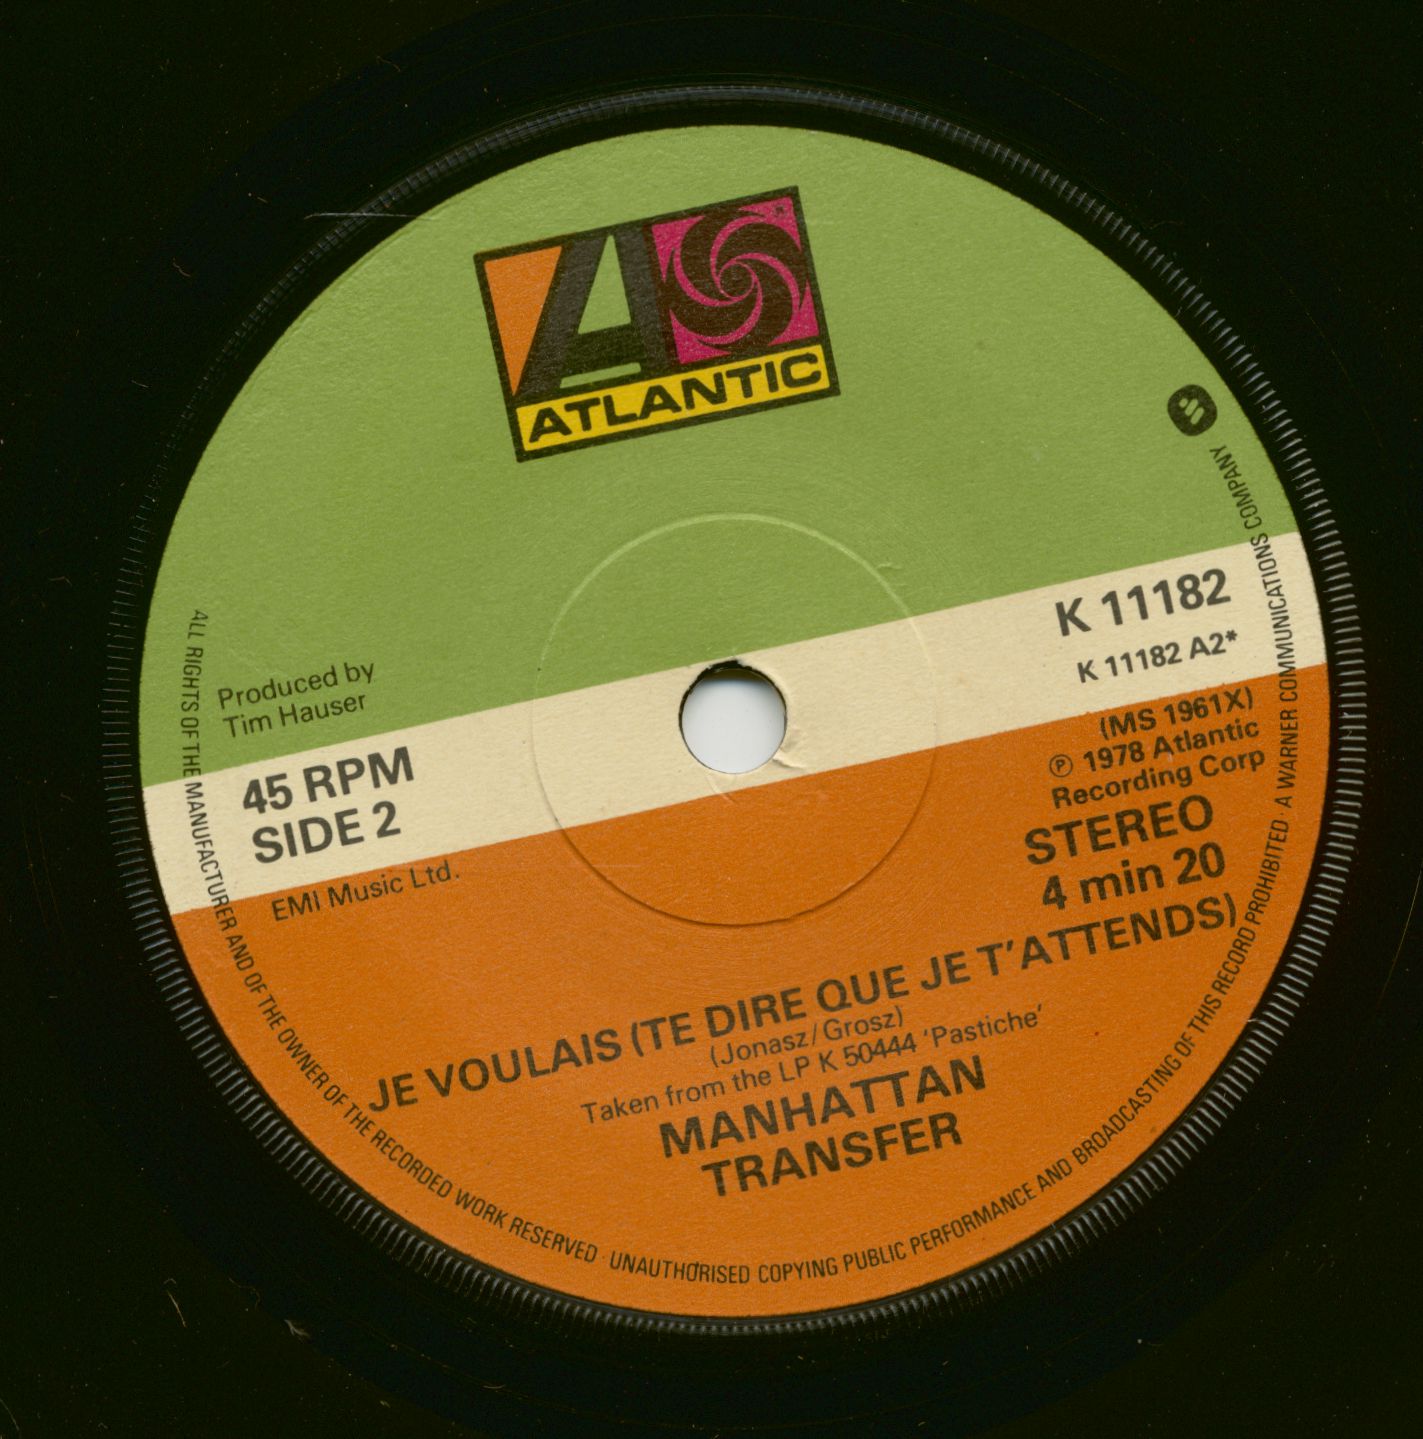 ATLANTIC
Produced by
Tim Hauser
45 RPM
SIDE 2
EMI Music Ltd.
K 11182
K 11182 A2*
(MS 1961X)
℗ 1978 Atlantic
Recording Corp
STEREO
4 min 20
JE VOULAIS (TE DIRE QUE JE T'ATTENDS)
(Jonasz/Grosz)
Taken from the LP K 50444 'Pastiche'
MANHATTAN
TRANSFER
ALL RIGHTS OF THE MANUFACTURER AND OF THE OWNER OF THE RECORDED WORK RESERVED · UNAUTHORISED COPYING PUBLIC PERFORMANCE AND BROADCASTING OF THIS RECORD PROHIBITED · A WARNER COMMUNICATIONS COMPANY